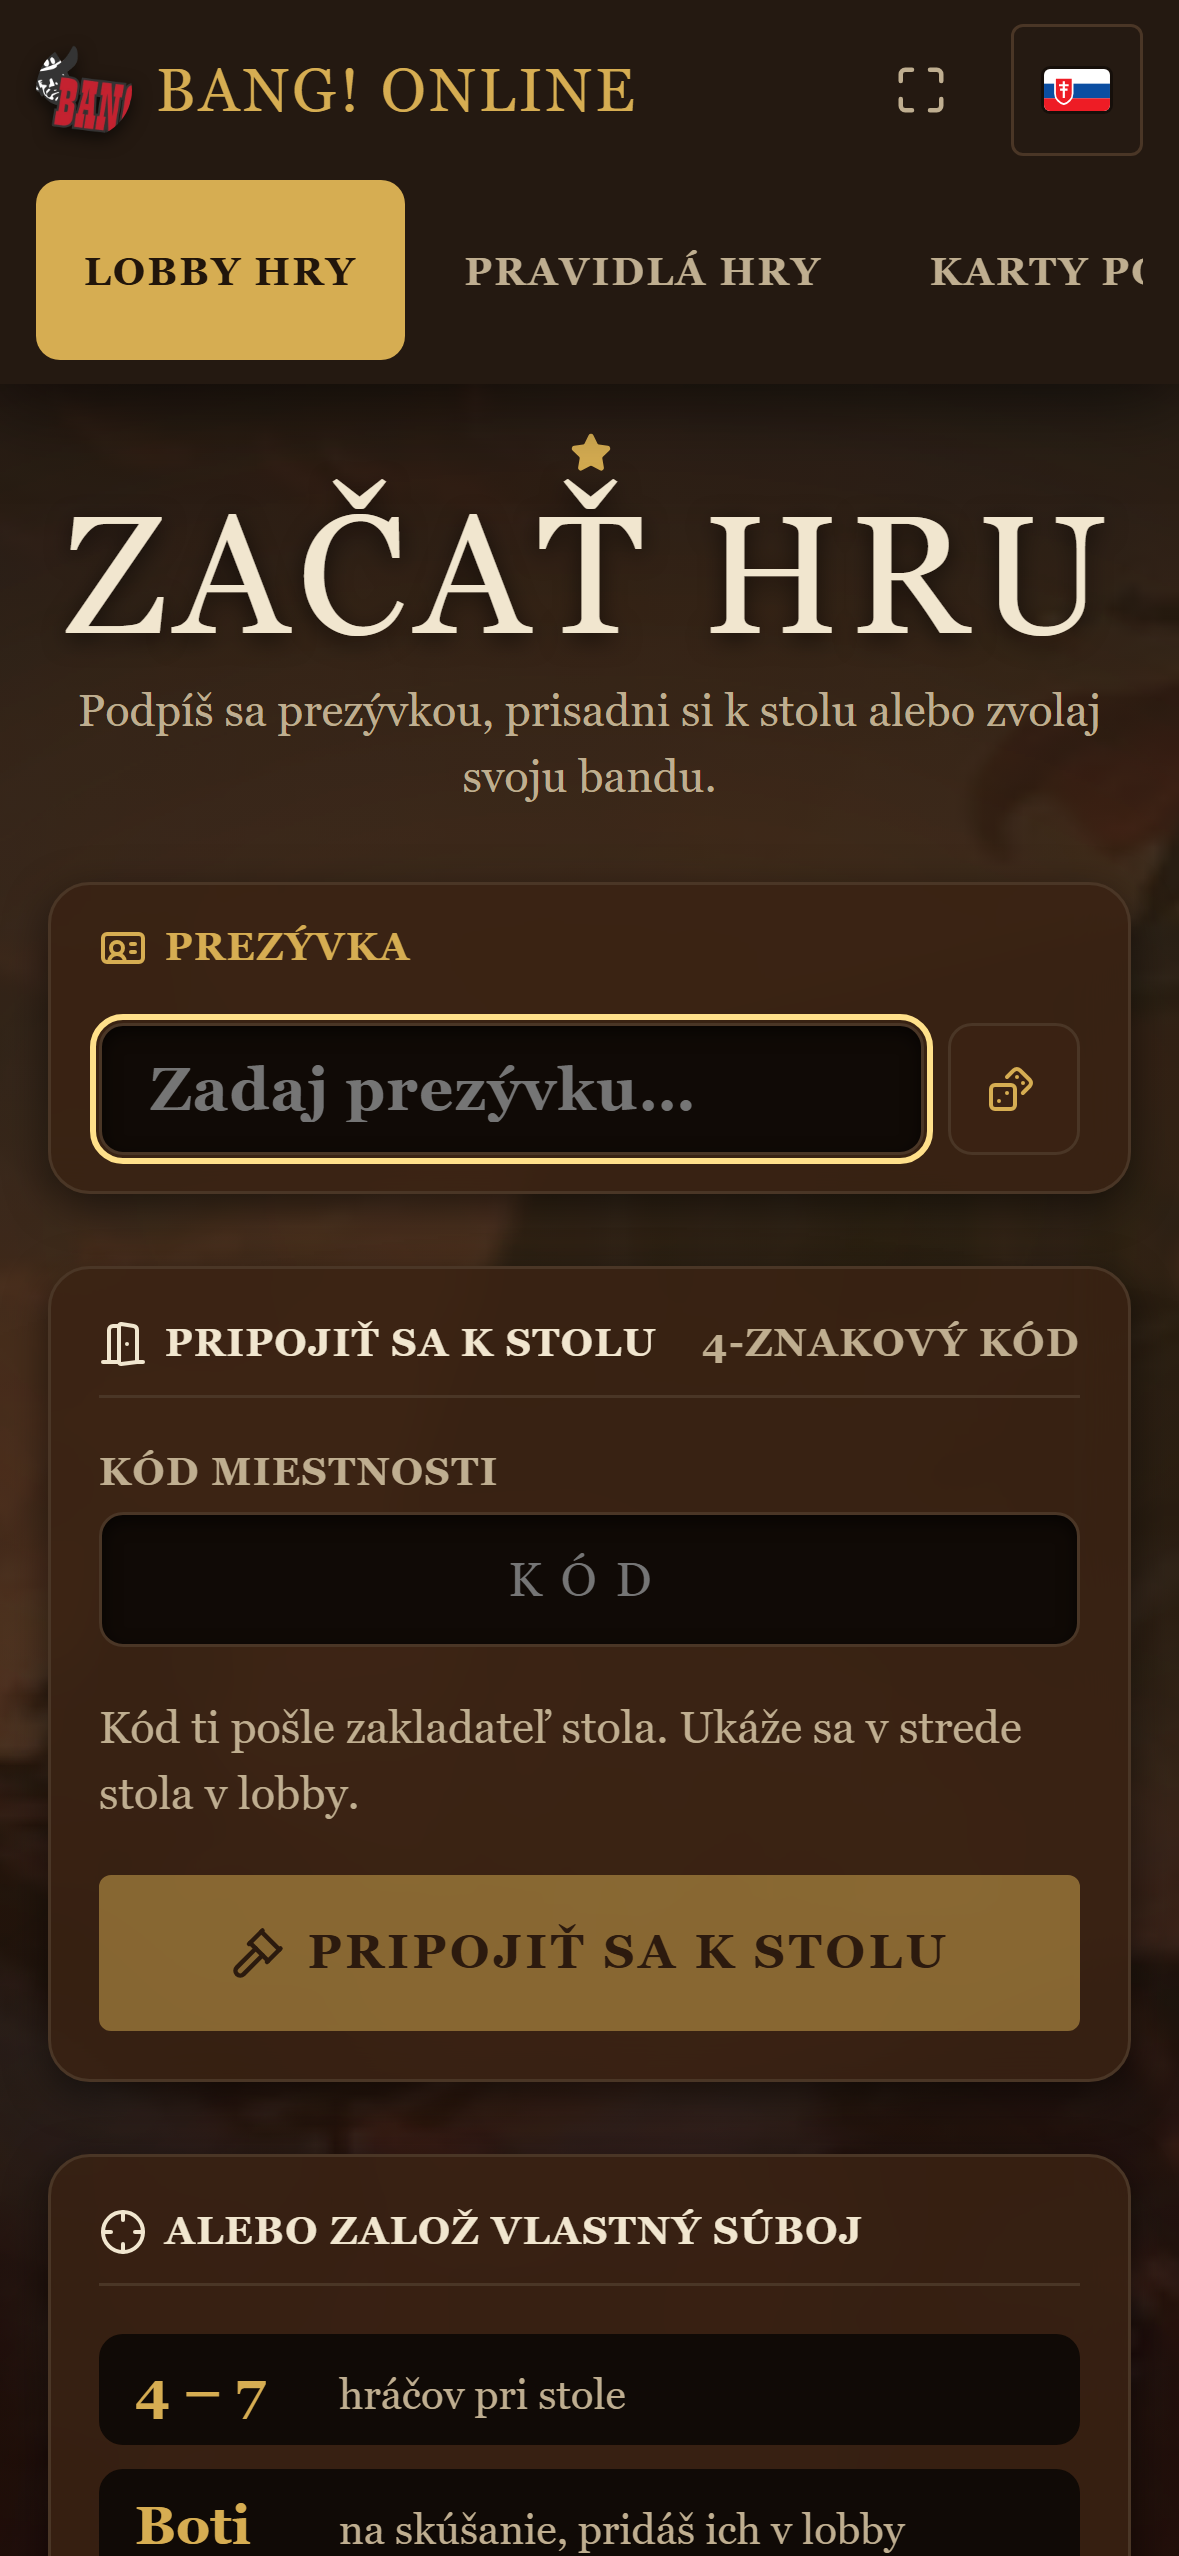 BANG! ONLINE
LOBBY HRY
PRAVIDLÁ HRY
KARTY
ZAČAŤ HRU
Podpíš sa prezývkou, prisadni si k stolu alebo zvolaj
svoju bandu.
PREZÝVKA
Zadaj prezývku...
PRIPOJIŤ SA K STOLU
4-ZNAKOVÝ KÓD
KÓD MIESTNOSTI
KÓD
Kód ti pošle zakladateľ stola. Ukáže sa v strede
stola v lobby.
PRIPOJIŤ SA K STOLU
ALEBO ZALOŽ VLASTNÝ SÚBOJ
4 – 7 hráčov pri stole
Boti na skúšanie, pridáš ich v lobby